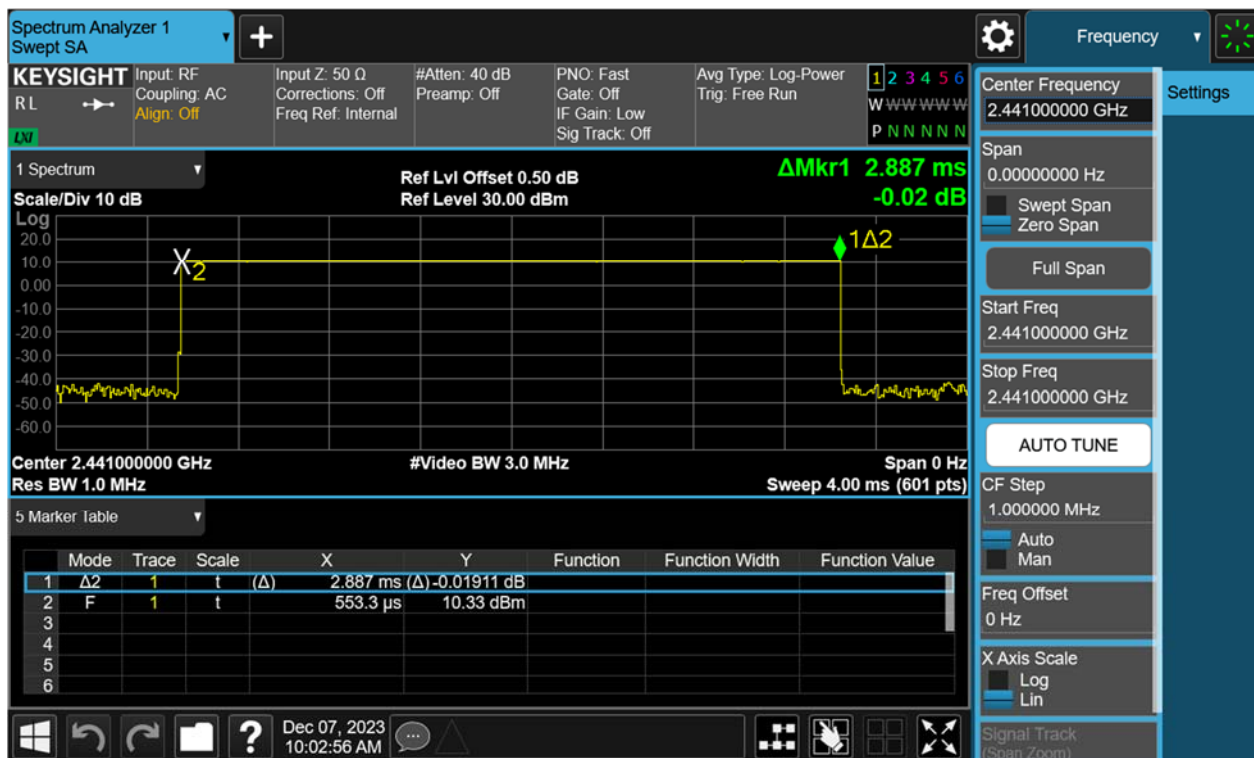 Spectrum Analyzer 1
Swept SA
+
Frequency
KEYSIGHT
R L
LXI
Input: RF
Coupling: AC
Align: Off
Input Z: 50 Ω
Corrections: Off
Freq Ref: Internal
#Atten: 40 dB
Preamp: Off
PNO: Fast
Gate: Off
IF Gain: Low
Sig Track: Off
Avg Type: Log-Power
Trig: Free Run
1 2 3 4 5 6
W W W W W W
P N N N N N
1 Spectrum
Scale/Div 10 dB
Ref Lvl Offset 0.50 dB
Ref Level 30.00 dBm
ΔMkr1 2.887 ms
-0.02 dB
Log
20.0
10.0
0.00
-10.0
-20.0
-30.0
-40.0
-50.0
-60.0
2
1Δ2
Center 2.441000000 GHz
#Video BW 3.0 MHz
Span 0 Hz
Res BW 1.0 MHz
Sweep 4.00 ms (601 pts)
5 Marker Table
Mode Trace Scale X Y Function Function Width Function Value
1 Δ2 1 t (Δ) 2.887 ms (Δ) -0.01911 dB
2 F 1 t 553.3 µs 10.33 dBm
3
4
5
6
Dec 07, 2023
10:02:56 AM
?
Center Frequency
2.441000000 GHz
Settings
Span
0.00000000 Hz
Swept Span
Zero Span
Full Span
Start Freq
2.441000000 GHz
Stop Freq
2.441000000 GHz
AUTO TUNE
CF Step
1.000000 MHz
Auto
Man
Freq Offset
0 Hz
X Axis Scale
Log
Lin
Signal Track
(Span Zoom)